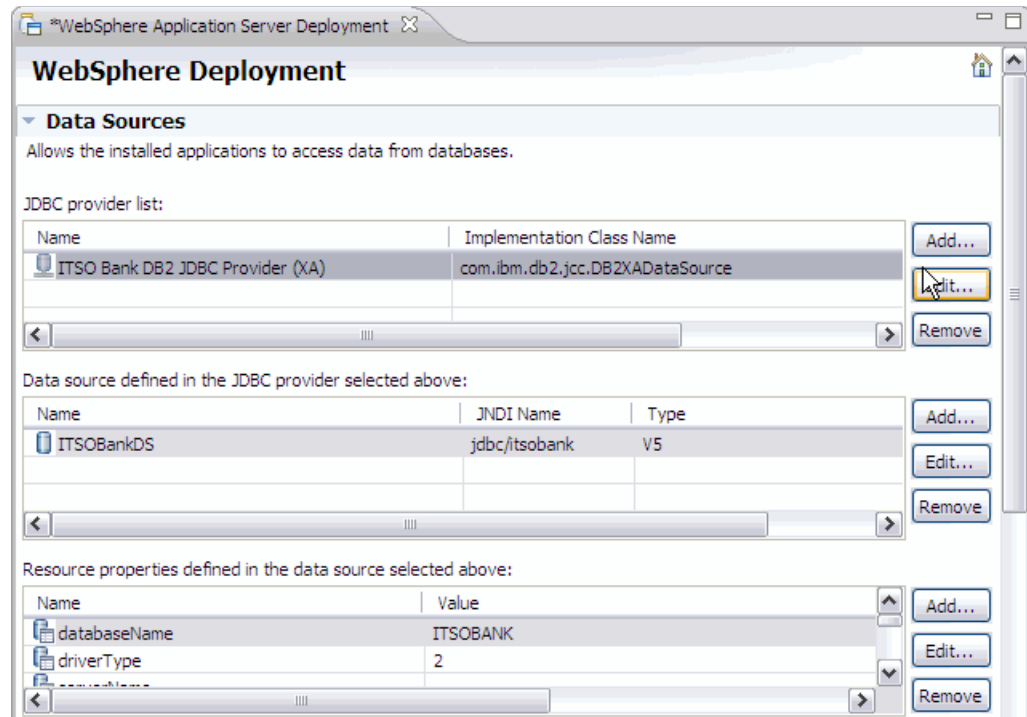 *WebSphere Application Server Deployment
WebSphere Deployment
Data Sources
Allows the installed applications to access data from databases.
JDBC provider list:
Name Implementation Class Name Add...
ITSO Bank DB2 JDBC Provider (XA) com.ibm.db2.jcc.DB2XADataSource
Edit...
Remove
Data source defined in the JDBC provider selected above:
Name JNDI Name Type Add...
ITSOBankDS jdbc/itsobank V5
Edit...
Remove
Resource properties defined in the data source selected above:
Name Value Add...
databaseName ITSOBANK
driverType 2 Edit...
serverName
Remove